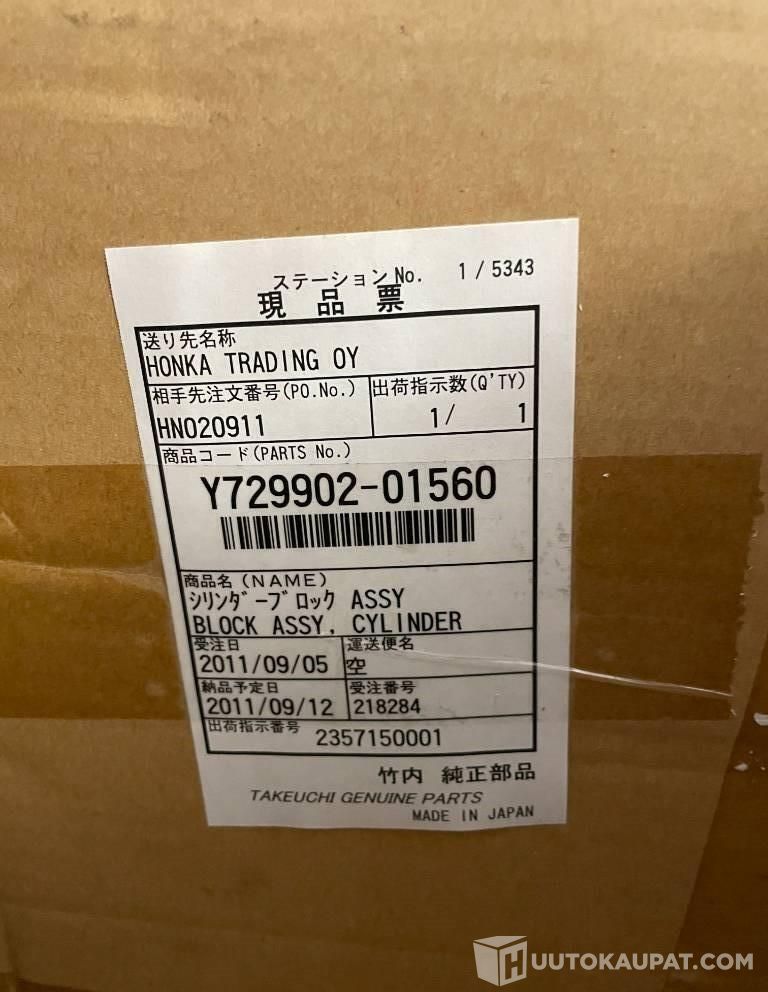 ステーションNo. 1 / 5343
現 品 票
送り先名称
HONKA TRADING OY
相手先注文番号(PO.No.) 出荷指示数(Q'TY)
HN020911 1/ 1
商品コード(PARTS No.)
Y729902-01560
商品名(NAME)
ｼﾘﾝﾀﾞｰﾌﾞﾛｯｸ ASSY
BLOCK ASSY, CYLINDER
受注日 運送便名
2011/09/05 空
納品予定日 受注番号
2011/09/12 218284
出荷指示番号 2357150001
竹内 純正部品
TAKEUCHI GENUINE PARTS
MADE IN JAPAN
HUUTOKAUPAT.COM